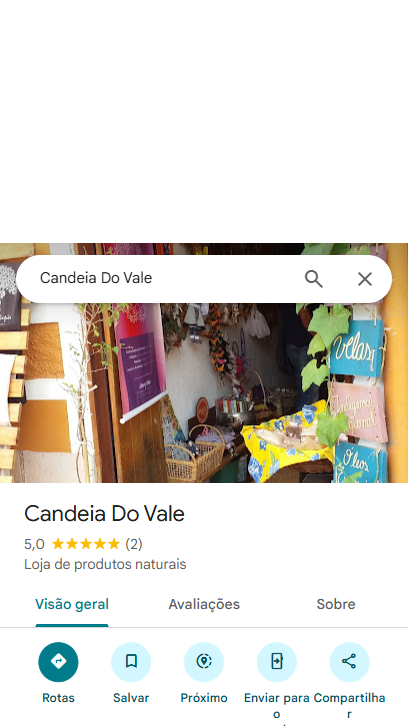 Candeia Do Vale
Velas
Óleos
Candeia Do Vale
5,0 ★★★★★ (2)
Loja de produtos naturais
Visão geral
Avaliações
Sobre
Rotas
Salvar
Próximo
Enviar para o
Compartilhar